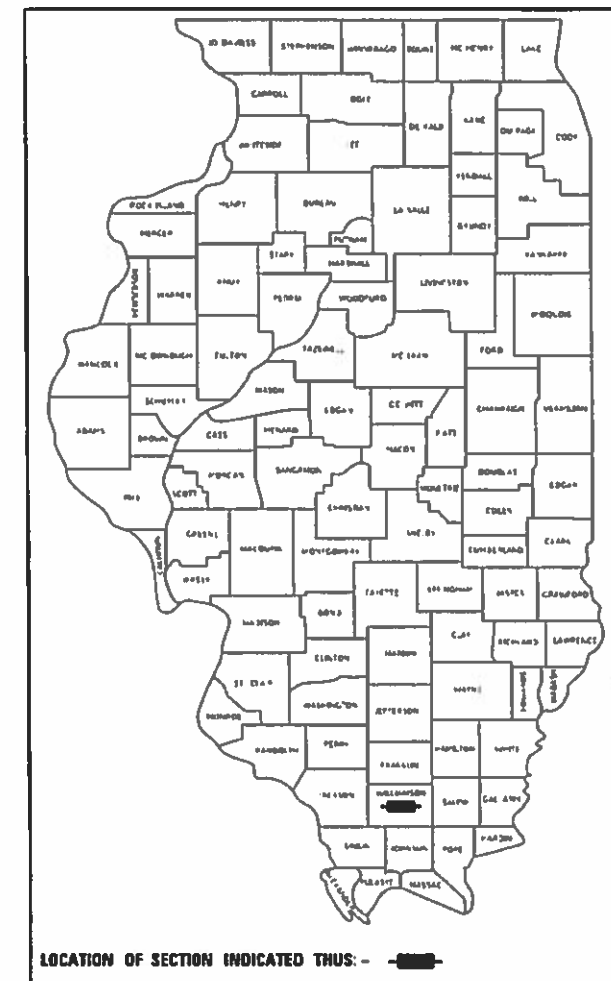 JO DAVIESS STEPHENSON WINNEBAGO BOONE MC HENRY LAKE
CARROLL OGLE
DE KALB KANE DU PAGE COOK
WHITESIDE LEE
KENDALL
ROCK ISLAND HENRY BUREAU LA SALLE WILL
MERCER PUTNAM GRUNDY
STARK MARSHALL KANKAKEE
HENDERSON WARREN KNOX PEORIA WOODFORD LIVINGSTON
IROQUOIS
HANCOCK MC DONOUGH FULTON TAZEWELL MC LEAN FORD
MASON
SCHUYLER LOGAN DE WITT CHAMPAIGN VERMILION
ADAMS BROWN CASS MENARD PIATT
MACON
PIKE SCOTT MORGAN SANGAMON MOULTRIE DOUGLAS EDGAR
CHRISTIAN COLES
CALHOUN GREENE MACOUPIN MONTGOMERY SHELBY CUMBERLAND CLARK
JERSEY FAYETTE EFFINGHAM JASPER CRAWFORD
MADISON BOND
CLAY RICHLAND LAWRENCE
CLINTON MARION
ST CLAIR WAYNE EDWARDS WABASH
WASHINGTON JEFFERSON
MONROE
RANDOLPH PERRY HAMILTON WHITE
FRANKLIN
JACKSON WILLIAMSON SALINE GALLATIN
UNION JOHNSON POPE HARDIN
ALEXANDER PULASKI MASSAC
LOCATION OF SECTION INDICATED THUS: -